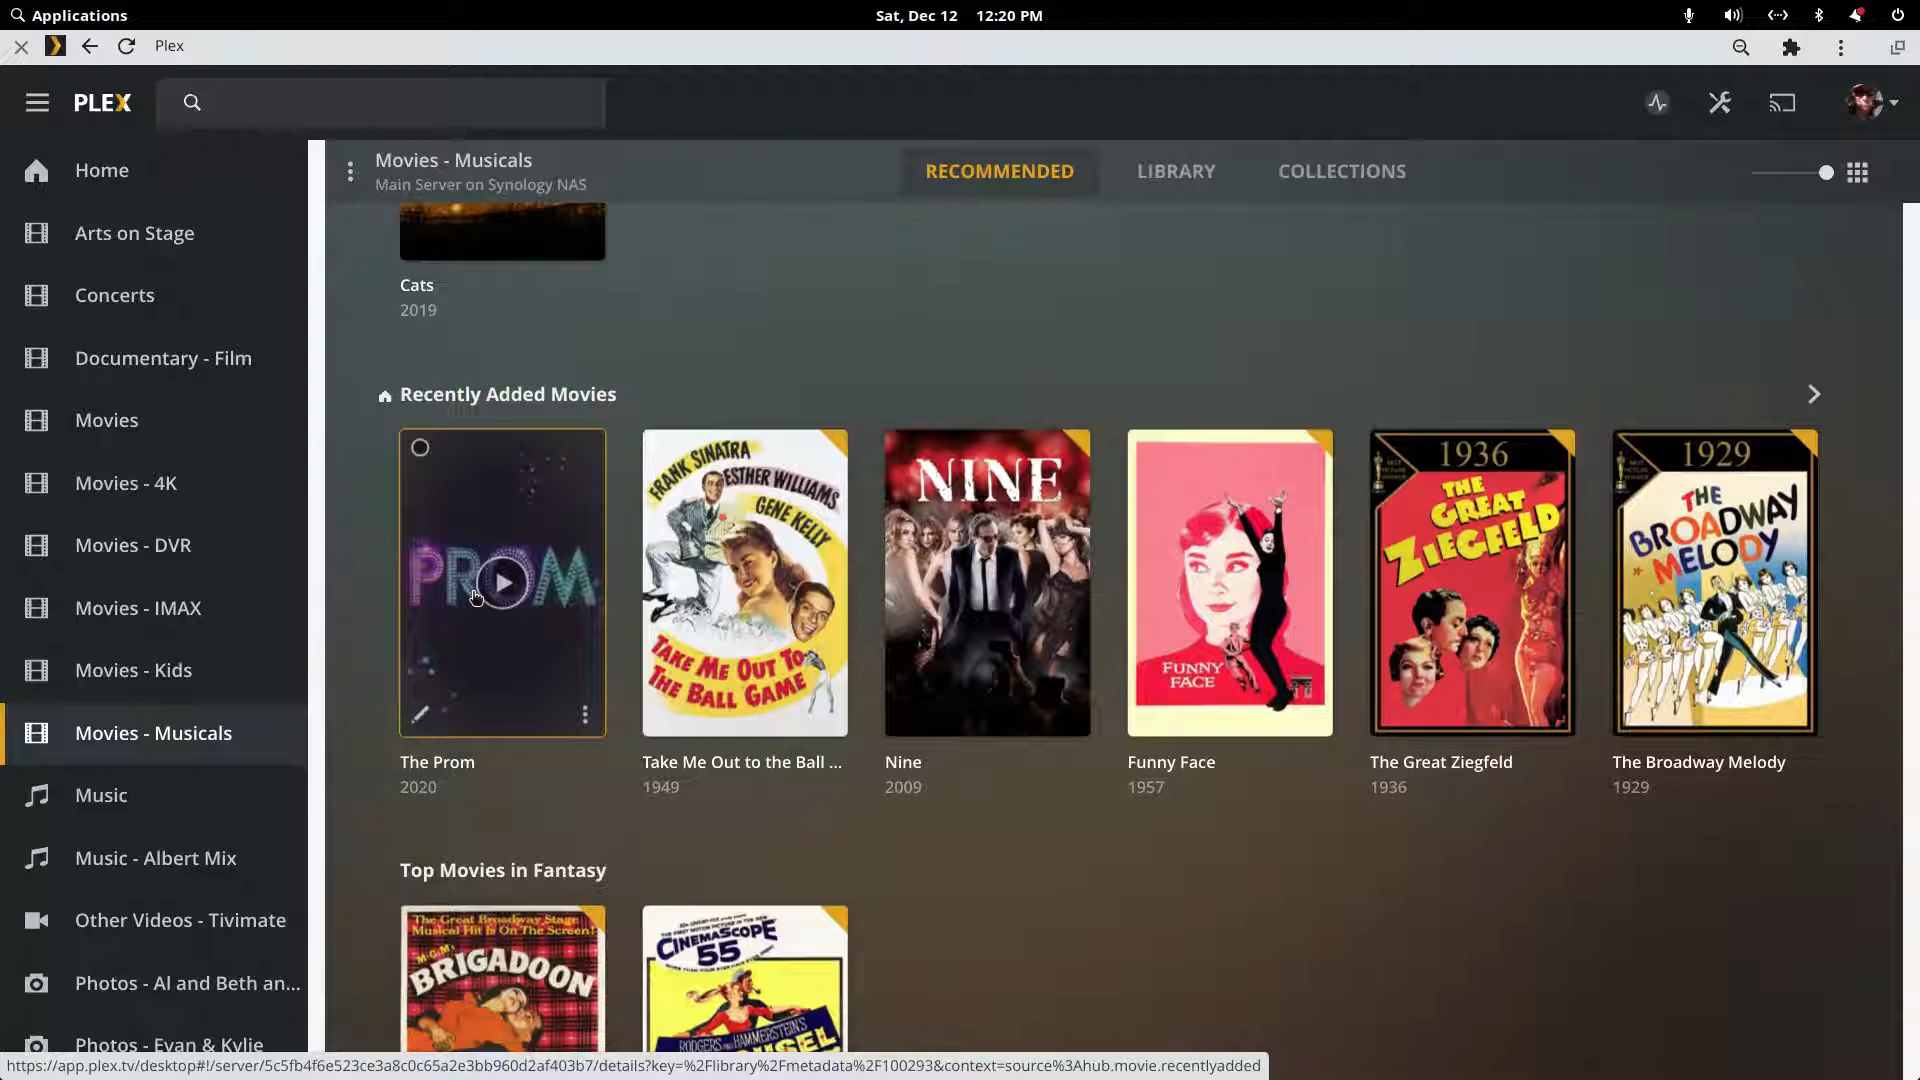 Applications
Sat, Dec 12 12:20 PM
Plex
PLEX
Home
Arts on Stage
Concerts
Documentary - Film
Movies
Movies - 4K
Movies - DVR
Movies - IMAX
Movies - Kids
Movies - Musicals
Music
Music - Albert Mix
Other Videos - Tivimate
Photos - Al and Beth an...
Photos - Evan & Kylie
Movies - Musicals
Main Server on Synology NAS
RECOMMENDED
LIBRARY
COLLECTIONS
Cats
2019
Recently Added Movies
PROM
The Prom
2020
FRANK SINATRA
ESTHER WILLIAMS
GENE KELLY
TAKE ME OUT TO
THE BALL GAME
Take Me Out to the Ball ...
1949
NINE
Nine
2009
FUNNY
FACE
Funny Face
1957
1936
THE
GREAT
ZIEGFELD
The Great Ziegfeld
1936
1929
THE
BROADWAY
MELODY
The Broadway Melody
1929
Top Movies in Fantasy
The Great Broadway Stage
Musical Hit Is On The Screen!
M-G-M's
BRIGADOON
CINEMASCOPE
55
RODGERS AND HAMMERSTEIN'S
https://app.plex.tv/desktop#!/server/5c5fb4f6e523ce3a8c0c65a2e3bb960d2af403b7/details?key=%2Flibrary%2Fmetadata%2F100293&context=source%3Ahub.movie.recentlyadded